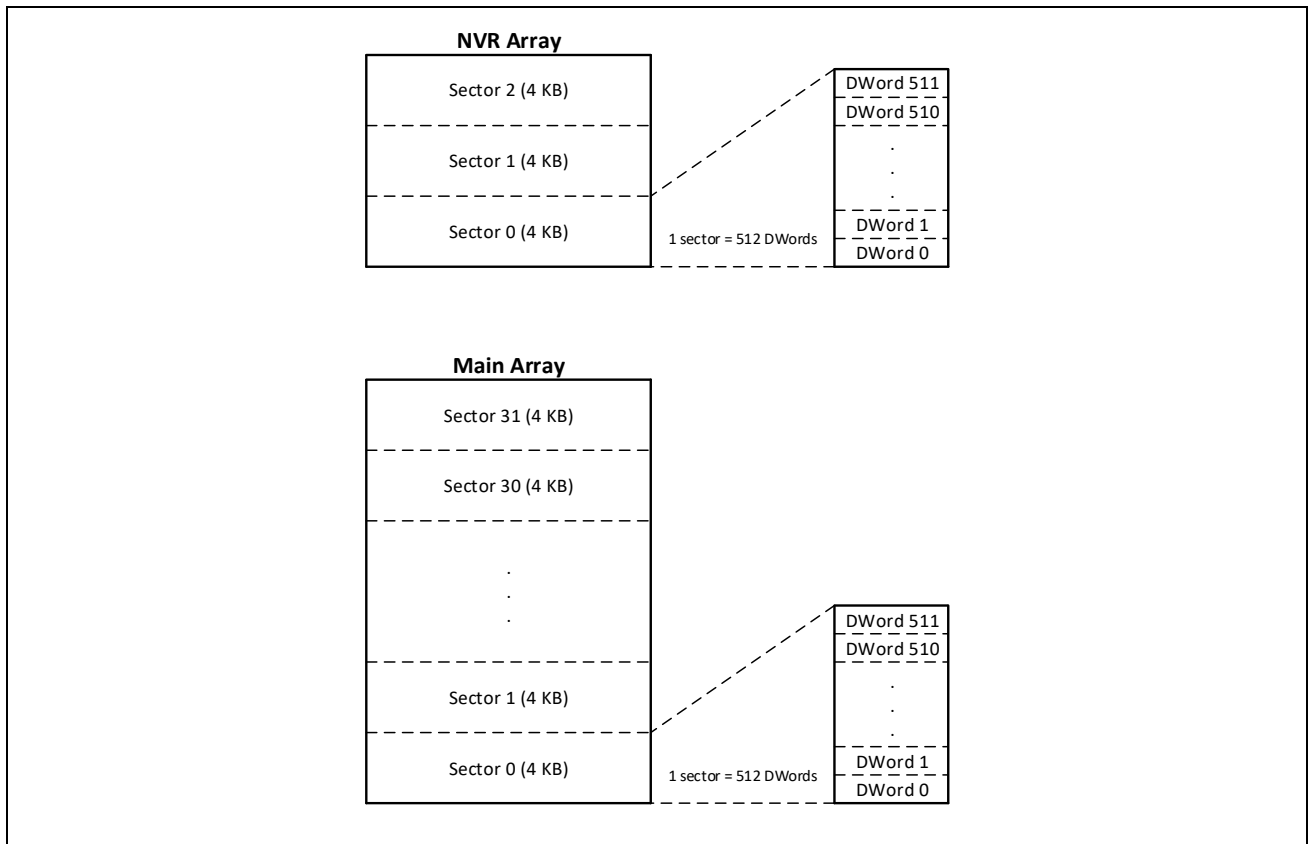 NVR Array
Sector 2 (4 KB)
Sector 1 (4 KB)
Sector 0 (4 KB)
1 sector = 512 DWords
DWord 511
DWord 510
.
.
.
DWord 1
DWord 0
Main Array
Sector 31 (4 KB)
Sector 30 (4 KB)
.
.
.
Sector 1 (4 KB)
Sector 0 (4 KB)
1 sector = 512 DWords
DWord 511
DWord 510
.
.
.
DWord 1
DWord 0